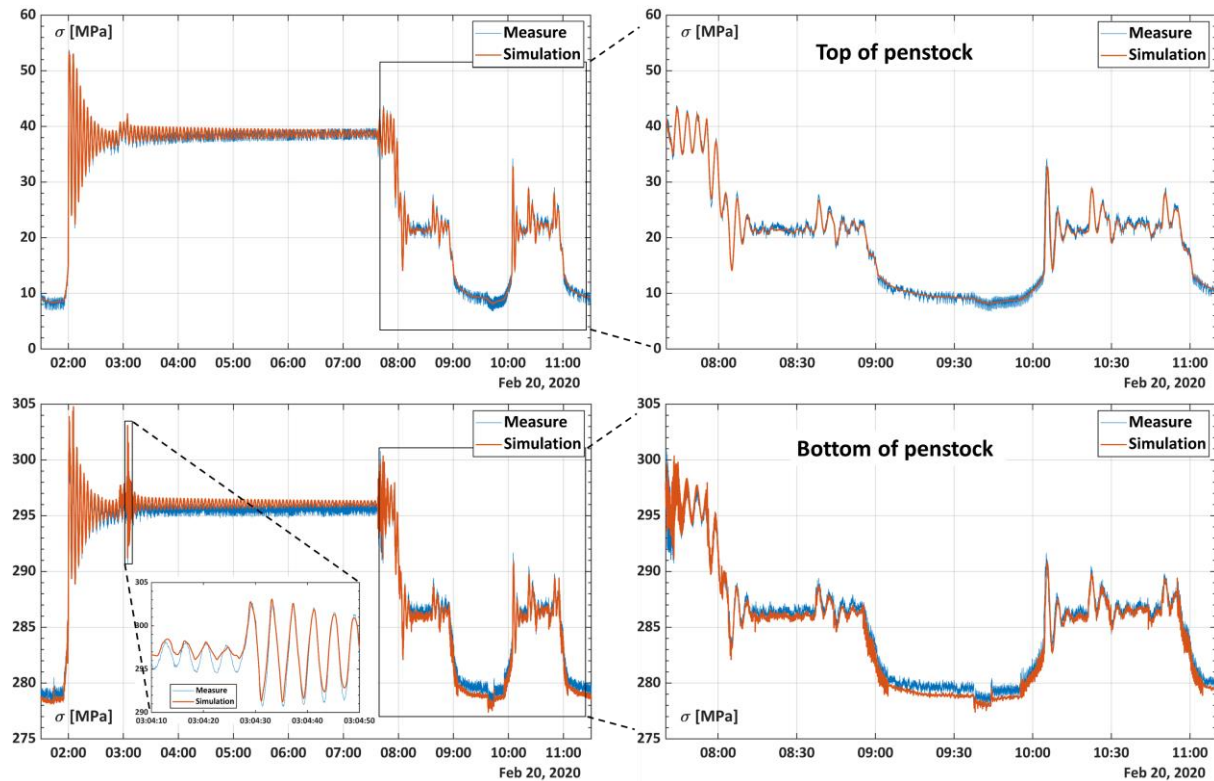 60
σ [MPa]
Measure
Simulation
50
40
30
20
10
0
02:00 03:00 04:00 05:00 06:00 07:00 08:00 09:00 10:00 11:00
Feb 20, 2020
60
σ [MPa]
Top of penstock
Measure
Simulation
50
40
30
20
10
0
08:00 08:30 09:00 09:30 10:00 10:30 11:00
Feb 20, 2020
305
Measure
Simulation
300
295
290
285
280
275
σ [MPa]
305
300
295
290
Measure
Simulation
03:04:10 03:04:20 03:04:30 03:04:40 03:04:50
02:00 03:00 04:00 05:00 06:00 07:00 08:00 09:00 10:00 11:00
Feb 20, 2020
305
Bottom of penstock
Measure
Simulation
300
295
290
285
280
275
σ [MPa]
08:00 08:30 09:00 09:30 10:00 10:30 11:00
Feb 20, 2020